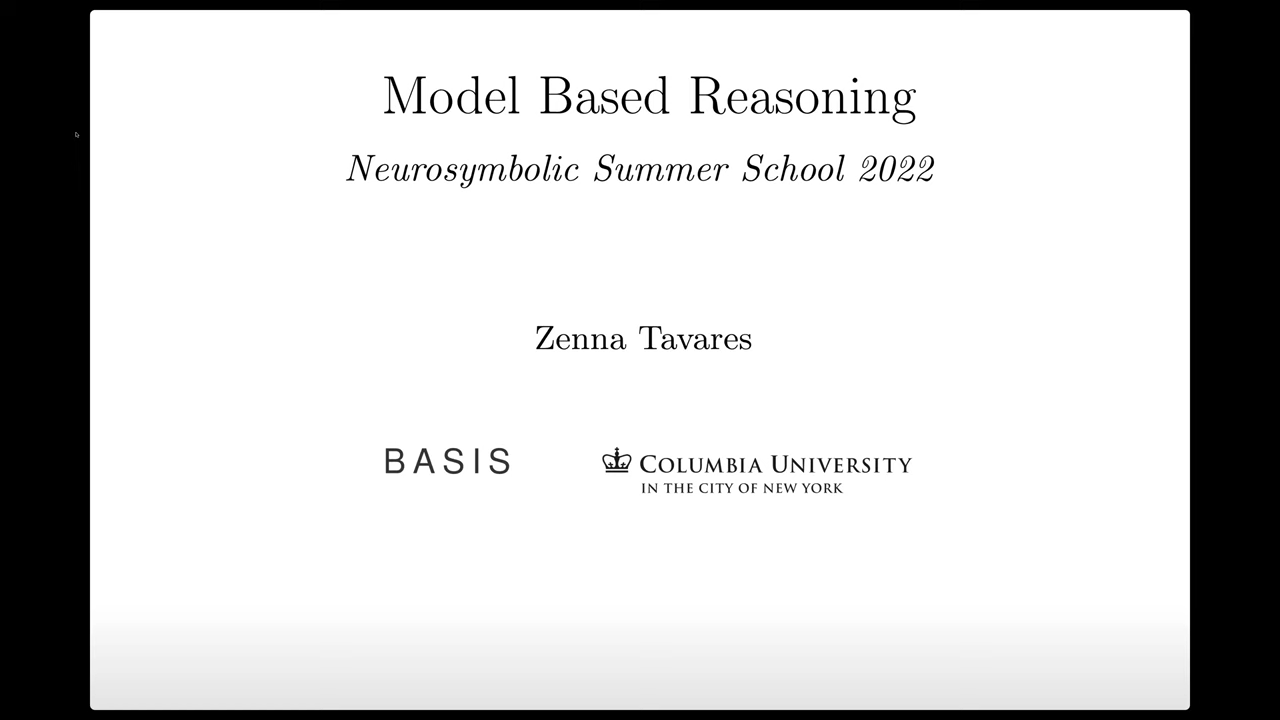 Model Based Reasoning
Neurosymbolic Summer School 2022
Zenna Tavares
BASIS
COLUMBIA UNIVERSITY
IN THE CITY OF NEW YORK